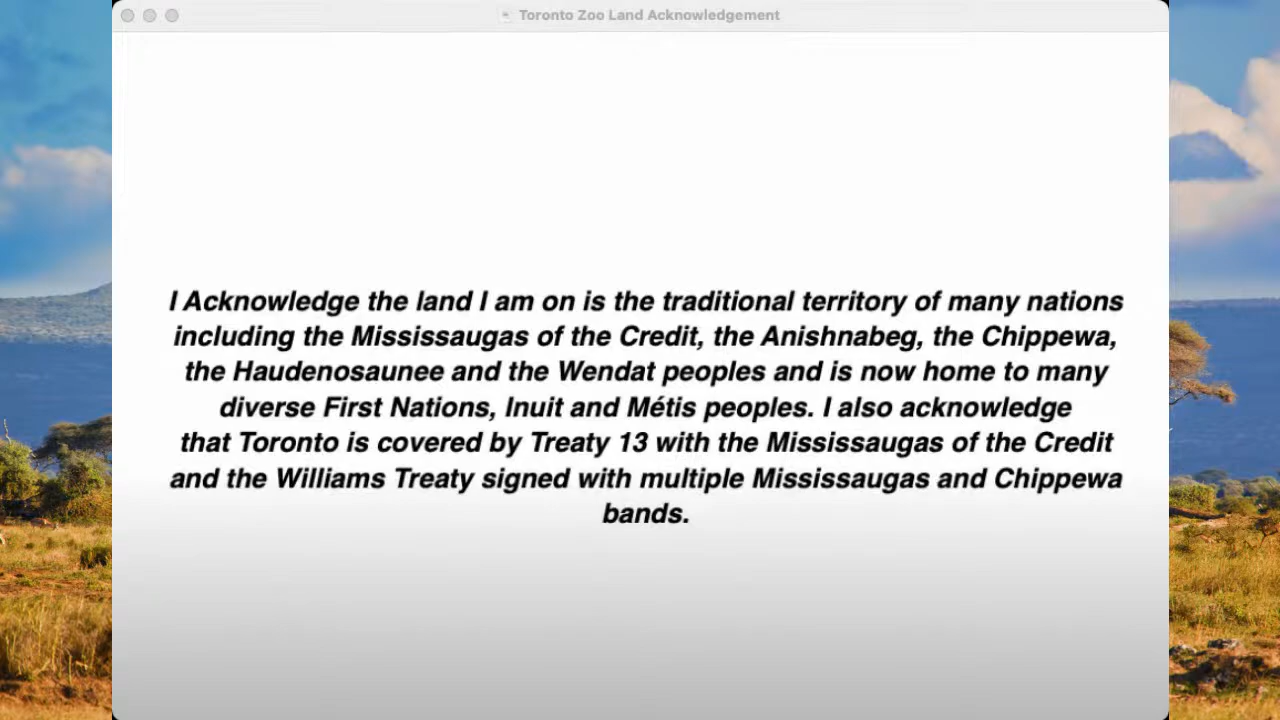 Toronto Zoo Land Acknowledgement
I Acknowledge the land I am on is the traditional territory of many nations
including the Mississaugas of the Credit, the Anishnabeg, the Chippewa,
the Haudenosaunee and the Wendat peoples and is now home to many
diverse First Nations, Inuit and Métis peoples. I also acknowledge
that Toronto is covered by Treaty 13 with the Mississaugas of the Credit
and the Williams Treaty signed with multiple Mississaugas and Chippewa
bands.